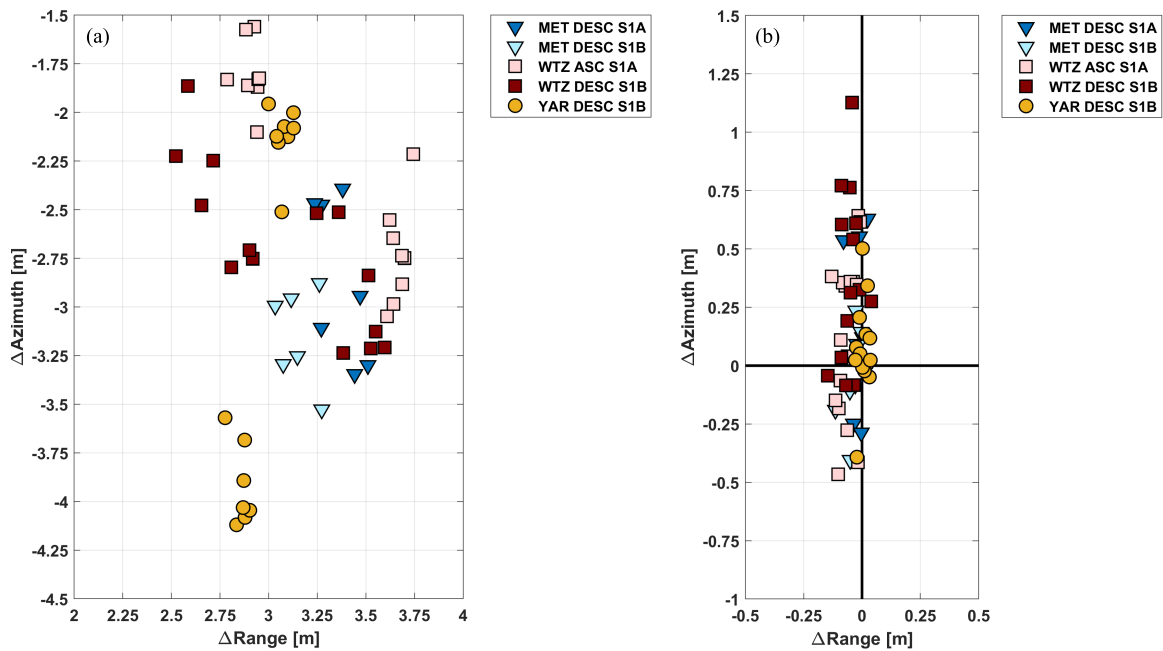 (a)
-1.5
-1.75
-2
-2.25
-2.5
-2.75
-3
-3.25
-3.5
-3.75
-4
-4.25
-4.5
ΔAzimuth [m]
2
2.25
2.5
2.75
3
3.25
3.5
3.75
4
ΔRange [m]
MET DESC S1A
MET DESC S1B
WTZ ASC S1A
WTZ DESC S1B
YAR DESC S1B
(b)
1.5
1.25
1
0.75
0.5
0.25
0
-0.25
-0.5
-0.75
-1
ΔAzimuth [m]
-0.5
-0.25
0
0.25
0.5
ΔRange [m]
MET DESC S1A
MET DESC S1B
WTZ ASC S1A
WTZ DESC S1B
YAR DESC S1B